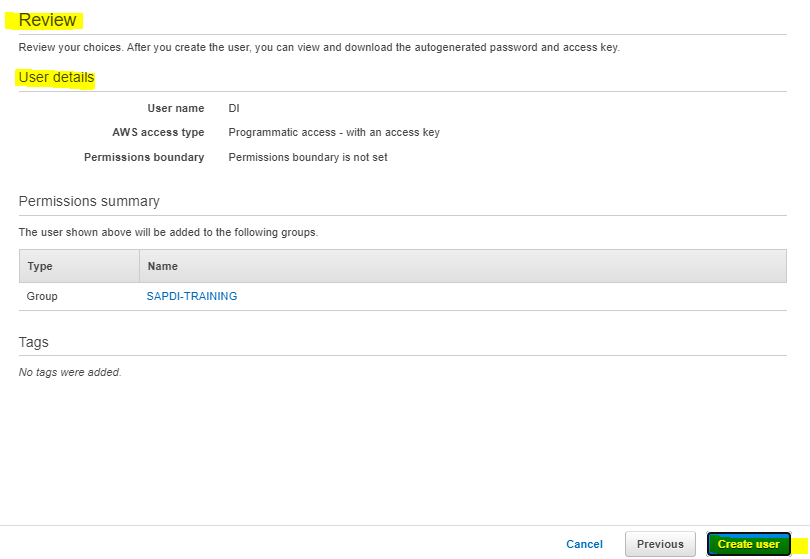 Review
Review your choices. After you create the user, you can view and download the autogenerated password and access key.
User details
User name DI
AWS access type Programmatic access - with an access key
Permissions boundary Permissions boundary is not set
Permissions summary
The user shown above will be added to the following groups.
Type Name
Group SAPDI-TRAINING
Tags
No tags were added.
Cancel Previous Create user